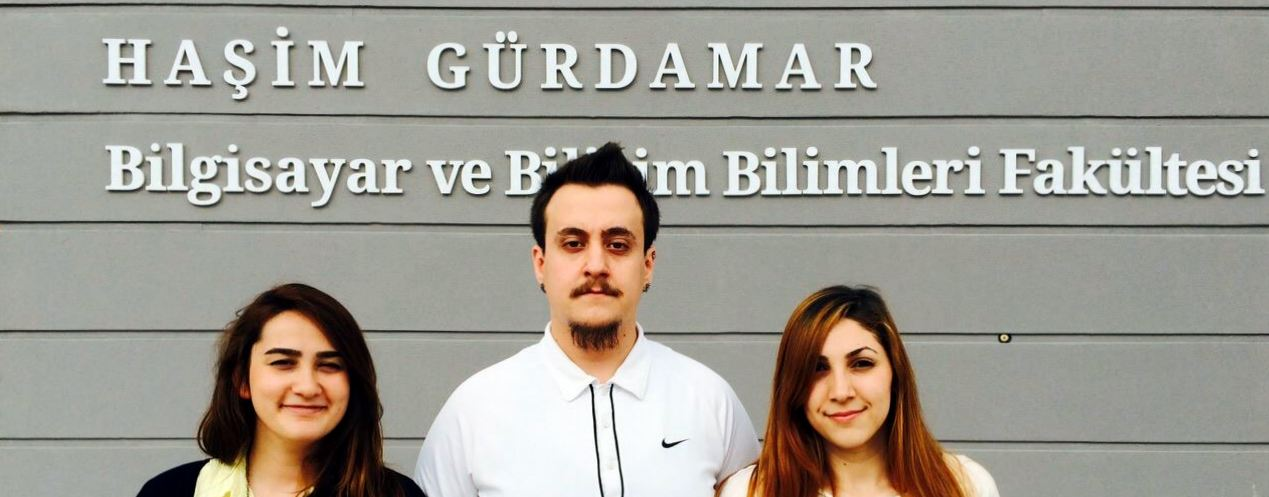 HAŞİM GÜRDAMAR
Bilgisayar ve Bilimleri Fakültesi